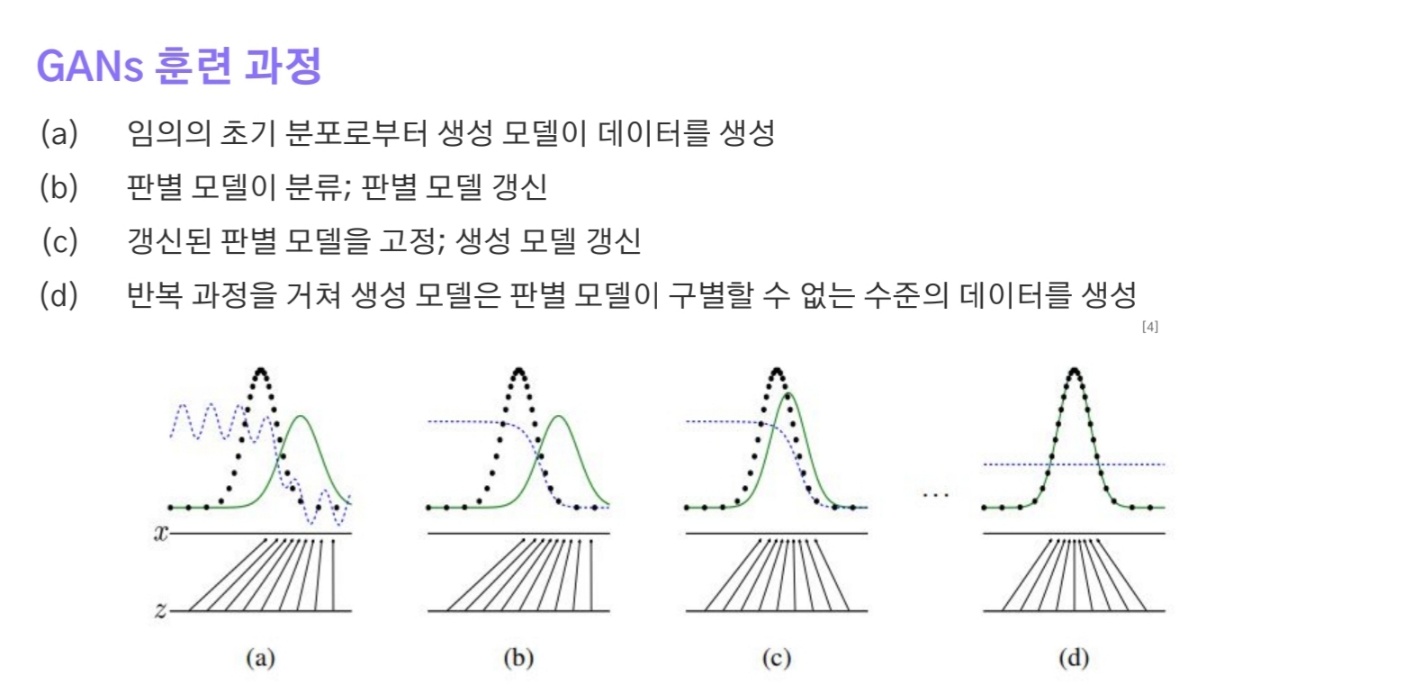 GANs 훈련 과정
(a) 임의의 초기 분포로부터 생성 모델이 데이터를 생성
(b) 판별 모델이 분류; 판별 모델 갱신
(c) 갱신된 판별 모델을 고정; 생성 모델 갱신
(d) 반복 과정을 거쳐 생성 모델은 판별 모델이 구별할 수 없는 수준의 데이터를 생성
[4]
...
x
z
(a) (b) (c) (d)